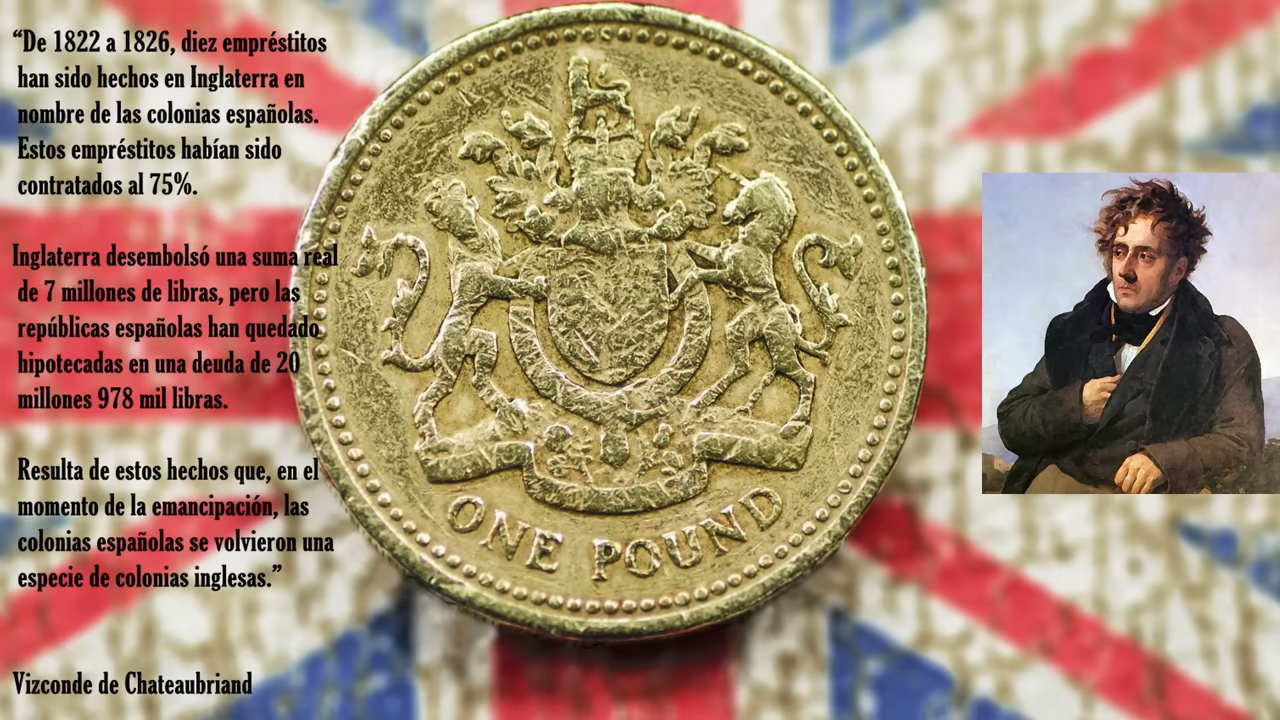 “De 1822 a 1826, diez empréstitos
han sido hechos en Inglaterra en
nombre de las colonias españolas.
Estos empréstitos habían sido
contratados al 75%.
Inglaterra desembolsó una suma real
de 7 millones de libras, pero las
repúblicas españolas han quedado
hipotecadas en una deuda de 20
millones 978 mil libras.
Resulta de estos hechos que, en el
momento de la emancipación, las
colonias españolas se volvieron una
especie de colonias inglesas.”
Vizconde de Chateaubriand
ONE POUND